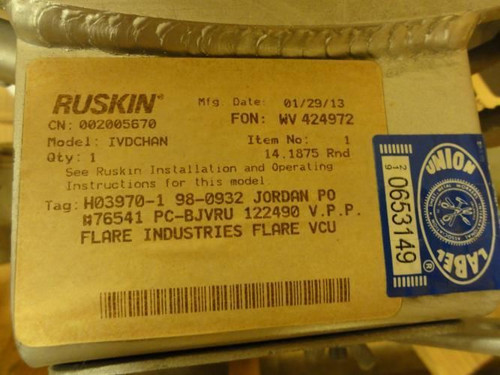 RUSKIN®
Mfg. Date: 01/29/13
CN: 002005670
FON: WV 424972
Model: IVDCHAN
Item No: 1
Qty: 1
14.1875 Rnd
See Ruskin Installation and Operating
Instructions for this model.
Tag: H03970-1 98-0932 JORDAN PO
#76541 PC-BJVRU 122490 V.P.P.
FLARE INDUSTRIES FLARE VCU
UNION
LABEL®
0653149